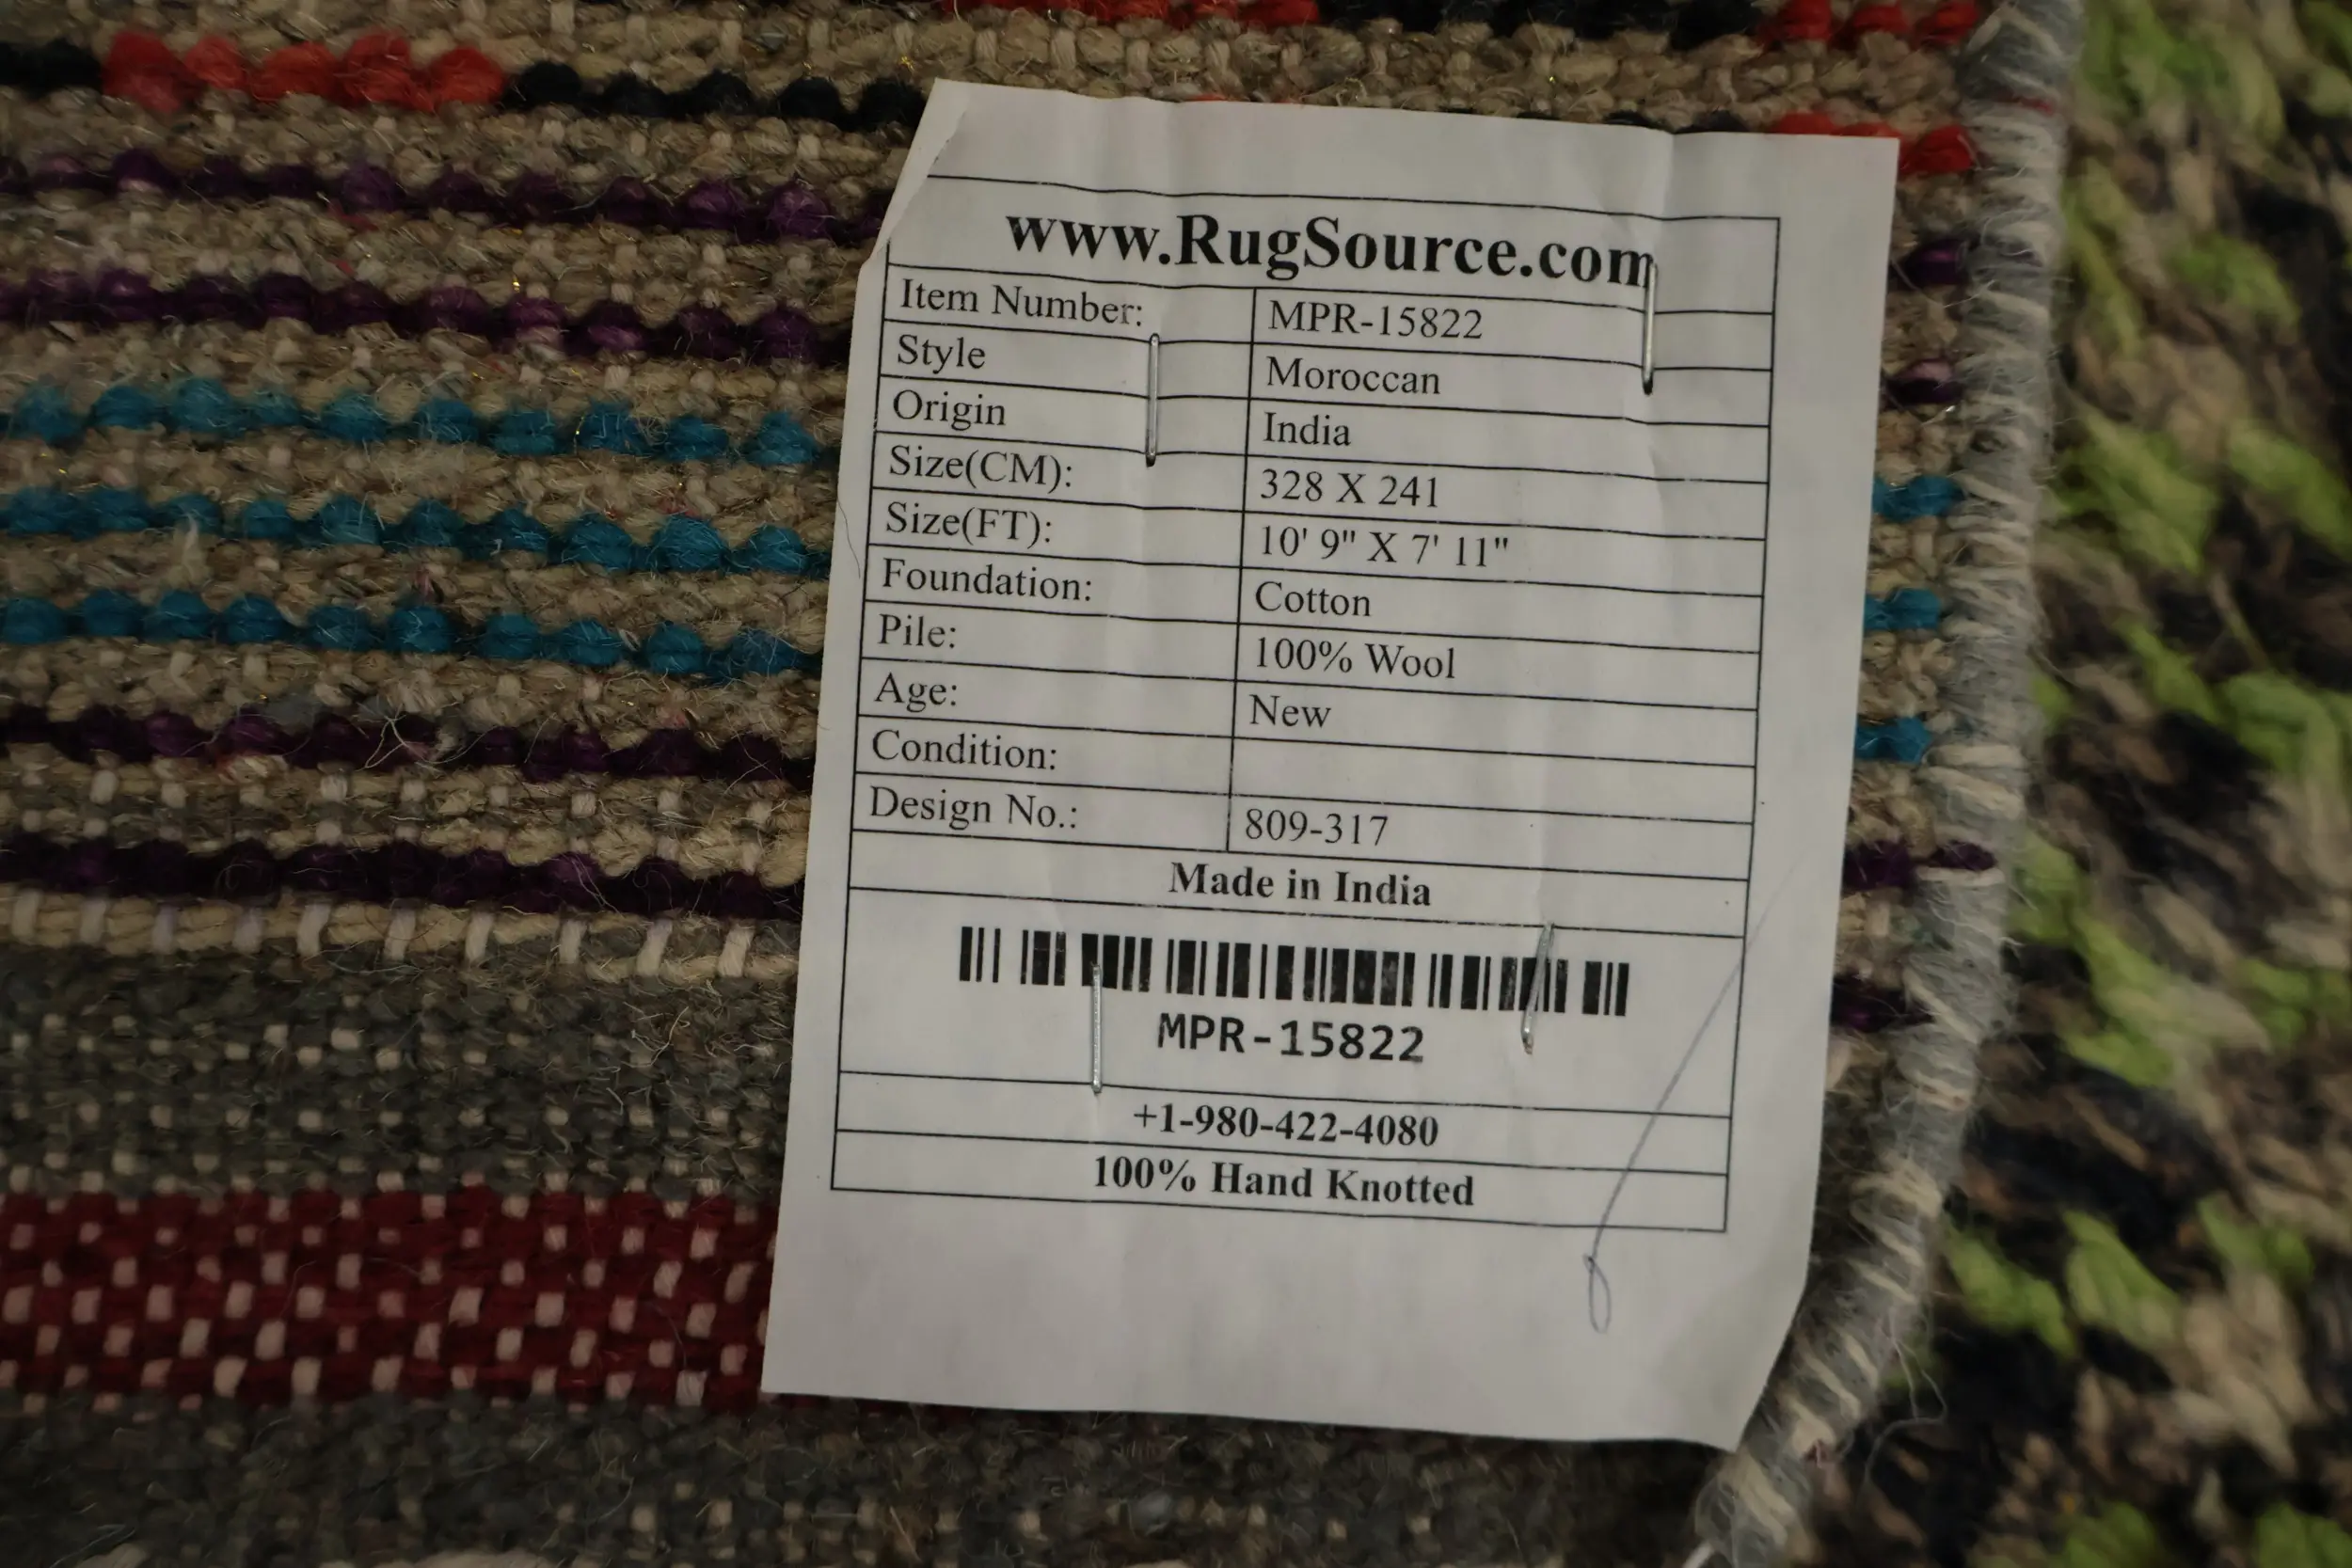 www.RugSource.com
Item Number: MPR-15822
Style Moroccan
Origin India
Size(CM): 328 X 241
Size(FT): 10' 9" X 7' 11"
Foundation: Cotton
Pile: 100% Wool
Age: New
Condition:
Design No.: 809-317
Made in India
MPR-15822
+1-980-422-4080
100% Hand Knotted